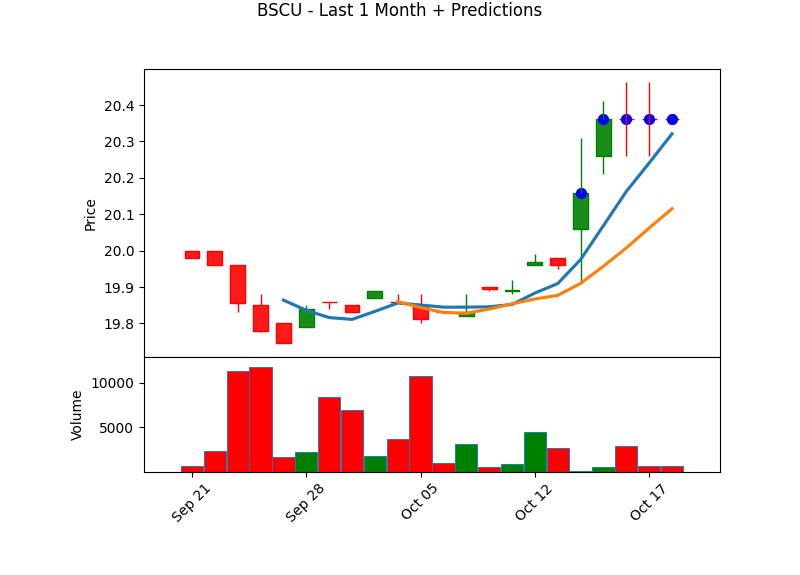 BSCU - Last 1 Month + Predictions
20.4
20.3
20.2
20.1
20.0
19.9
19.8
Price
10000
5000
Volume
Sep 21
Sep 28
Oct 05
Oct 12
Oct 17